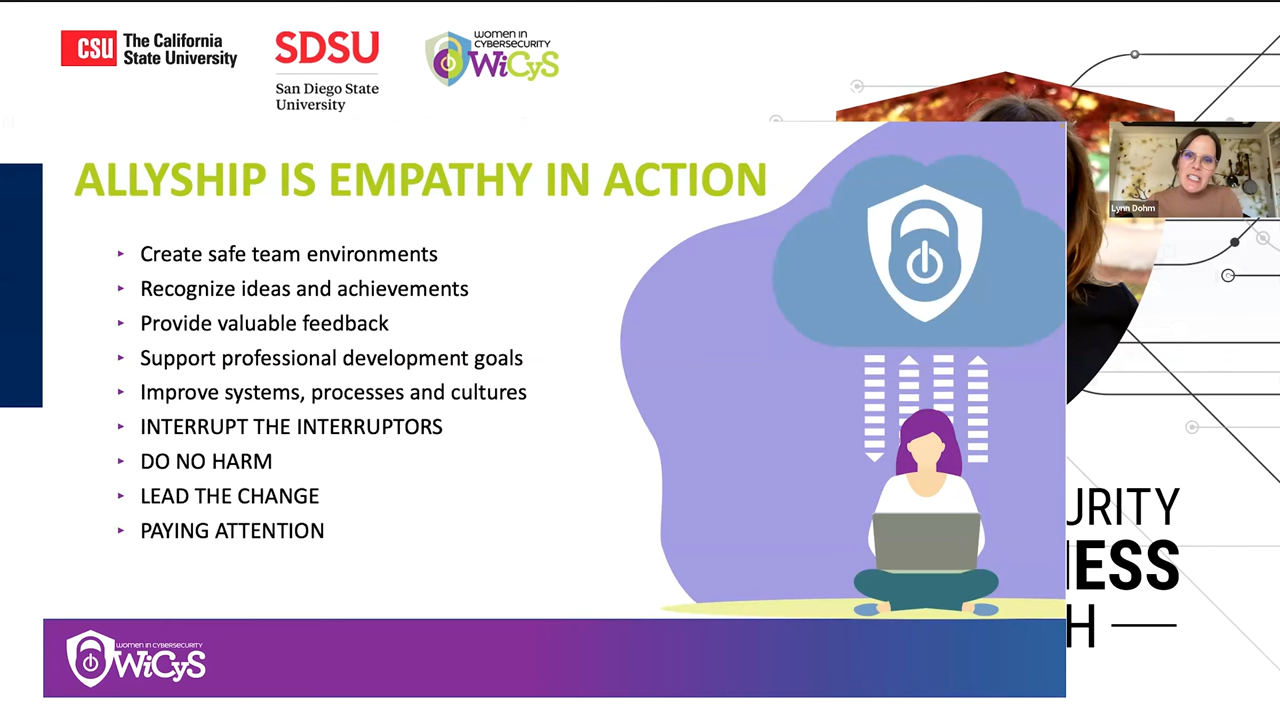 CSU The California
State University
SDSU
San Diego State
University
WOMEN IN
CYBERSECURITY
WiCyS
ALLYSHIP IS EMPATHY IN ACTION
Create safe team environments
Recognize ideas and achievements
Provide valuable feedback
Support professional development goals
Improve systems, processes and cultures
INTERRUPT THE INTERRUPTORS
DO NO HARM
LEAD THE CHANGE
PAYING ATTENTION
Lynn Dohm
URITY
ESS
H
WOMEN IN CYBERSECURITY
WiCyS